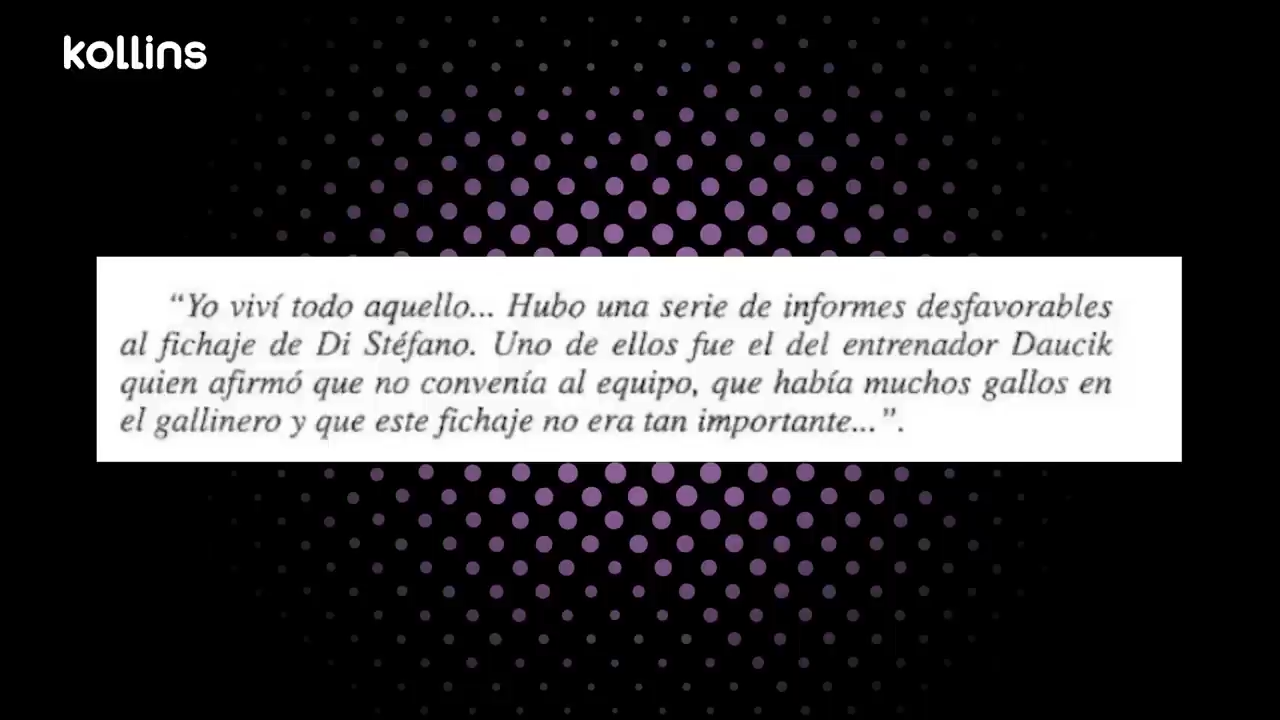 kollins
“Yo viví todo aquello... Hubo una serie de informes desfavorables
al fichaje de Di Stéfano. Uno de ellos fue el del entrenador Daucik
quien afirmó que no convenía al equipo, que había muchos gallos en
el gallinero y que este fichaje no era tan importante...”.